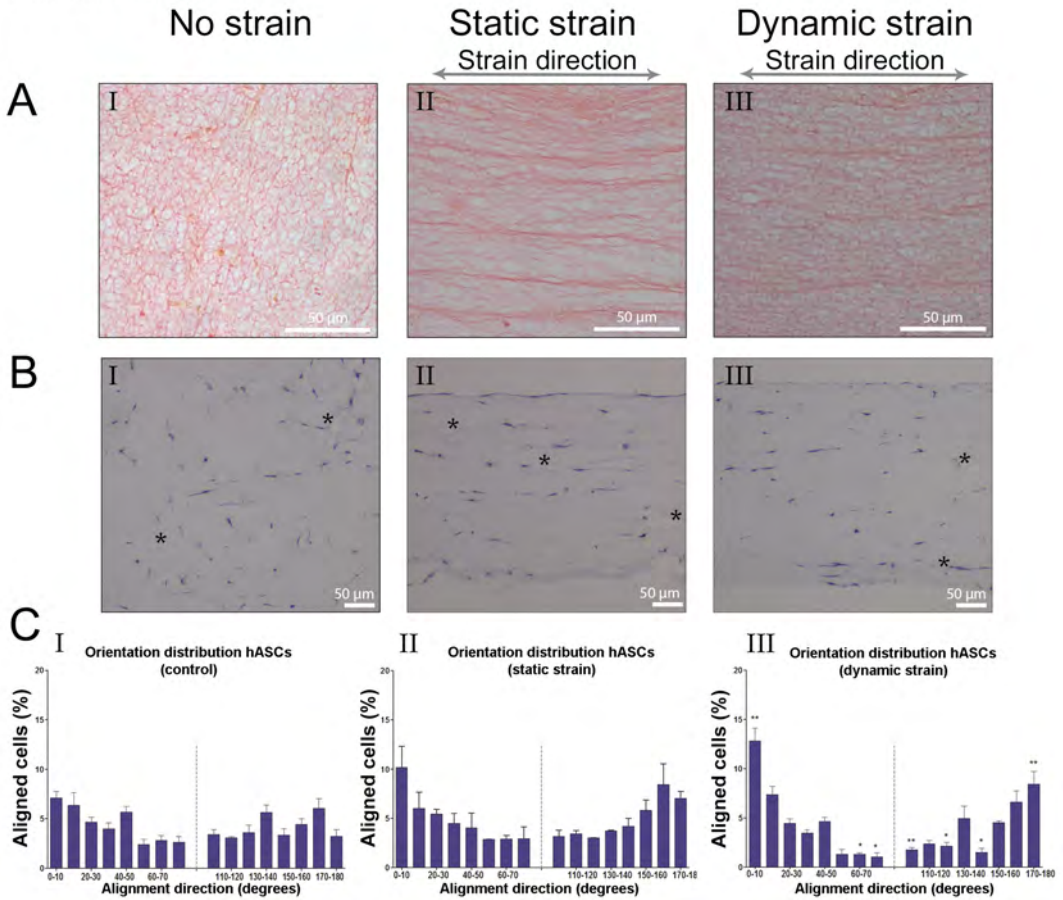 No strain
Static strain
Dynamic strain
Strain direction
Strain direction
A
I
II
III
50 µm
50 µm
50 µm
B
I
II
III
*
*
*
*
*
*
*
50 µm
50 µm
50 µm
C
I
Orientation distribution hASCs
(control)
Aligned cells (%)
20
15
10
5
0
0-10 20-30 40-50 60-70 110-120 130-140 150-160 170-180
Alignment direction (degrees)
II
Orientation distribution hASCs
(static strain)
Aligned cells (%)
20
15
10
5
0
0-10 20-30 40-50 60-70 110-120 130-140 150-160 170-18
Alignment direction (degrees)
III
Orientation distribution hASCs
(dynamic strain)
Aligned cells (%)
20
15
10
5
0
** * * ** * * **
0-10 20-30 40-50 60-70 110-120 130-140 150-160 170-180
Alignment direction (degrees)